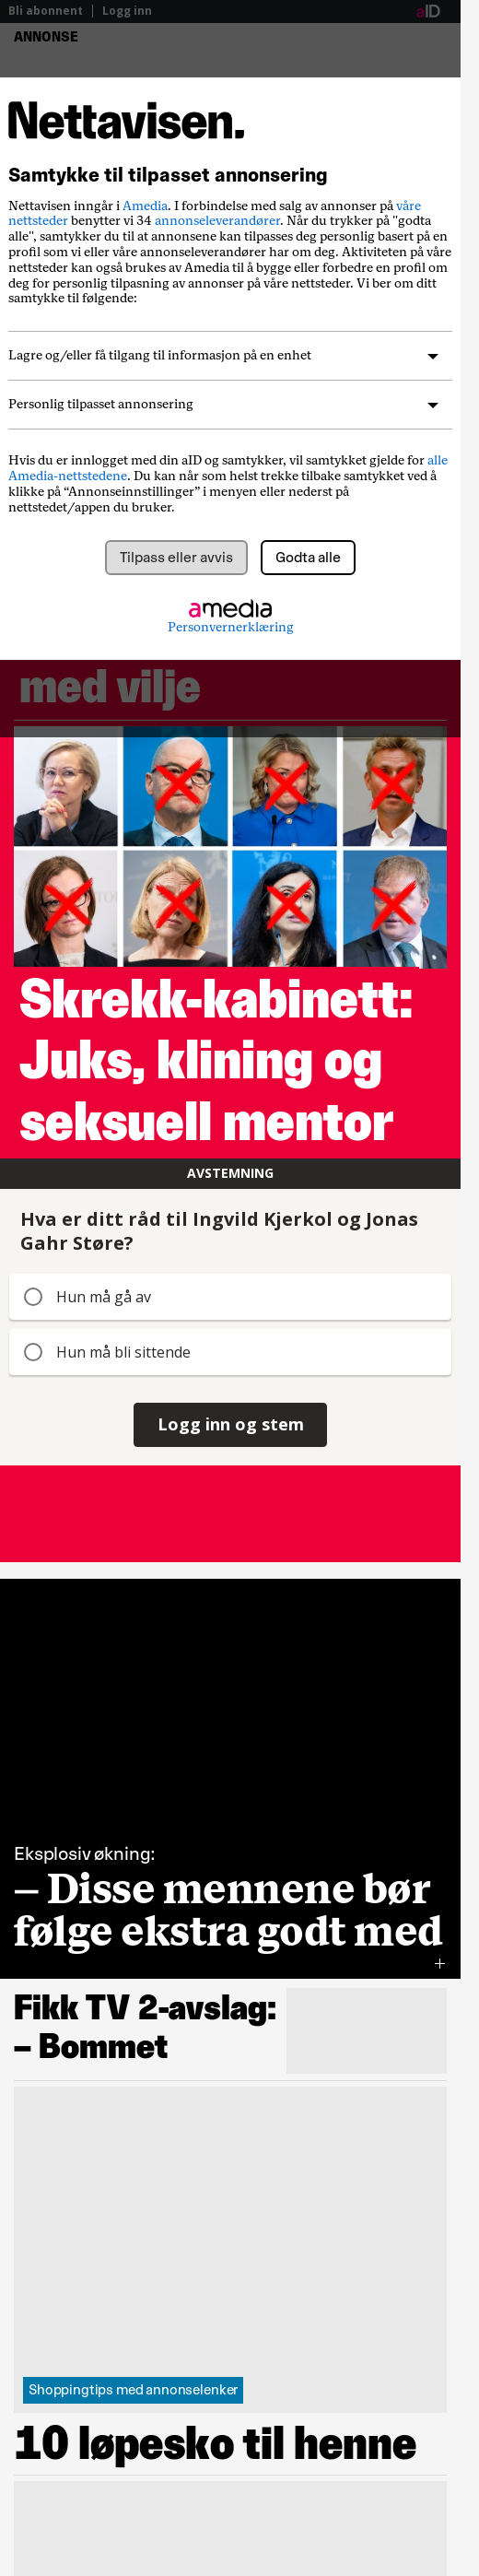 Bli abonnent | Logg inn
aID
ANNONSE
Nettavisen.
Samtykke til tilpasset annonsering
Nettavisen inngår i Amedia. I forbindelse med salg av annonser på våre
nettsteder benytter vi 34 annonseleverandører. Når du trykker på "godta
alle", samtykker du til at annonsene kan tilpasses deg personlig basert på en
profil som vi eller våre annonseleverandører har om deg. Aktiviteten på våre
nettsteder kan også brukes av Amedia til å bygge eller forbedre en profil om
deg for personlig tilpasning av annonser på våre nettsteder. Vi ber om ditt
samtykke til følgende:
Lagre og/eller få tilgang til informasjon på en enhet
Personlig tilpasset annonsering
Hvis du er innlogget med din aID og samtykker, vil samtykket gjelde for alle
Amedia-nettstedene. Du kan når som helst trekke tilbake samtykket ved å
klikke på “Annonseinnstillinger” i menyen eller nederst på
nettstedet/appen du bruker.
Tilpass eller avvis
Godta alle
amedia
Personvernerklæring
med vilje
Skrekk-kabinett:
Juks, klining og
seksuell mentor
AVSTEMNING
Hva er ditt råd til Ingvild Kjerkol og Jonas
Gahr Støre?
Hun må gå av
Hun må bli sittende
Logg inn og stem
Eksplosiv økning:
– Disse mennene bør
følge ekstra godt med
+
Fikk TV 2-avslag:
– Bommet
Shoppingtips med annonselenker
10 løpesko til henne